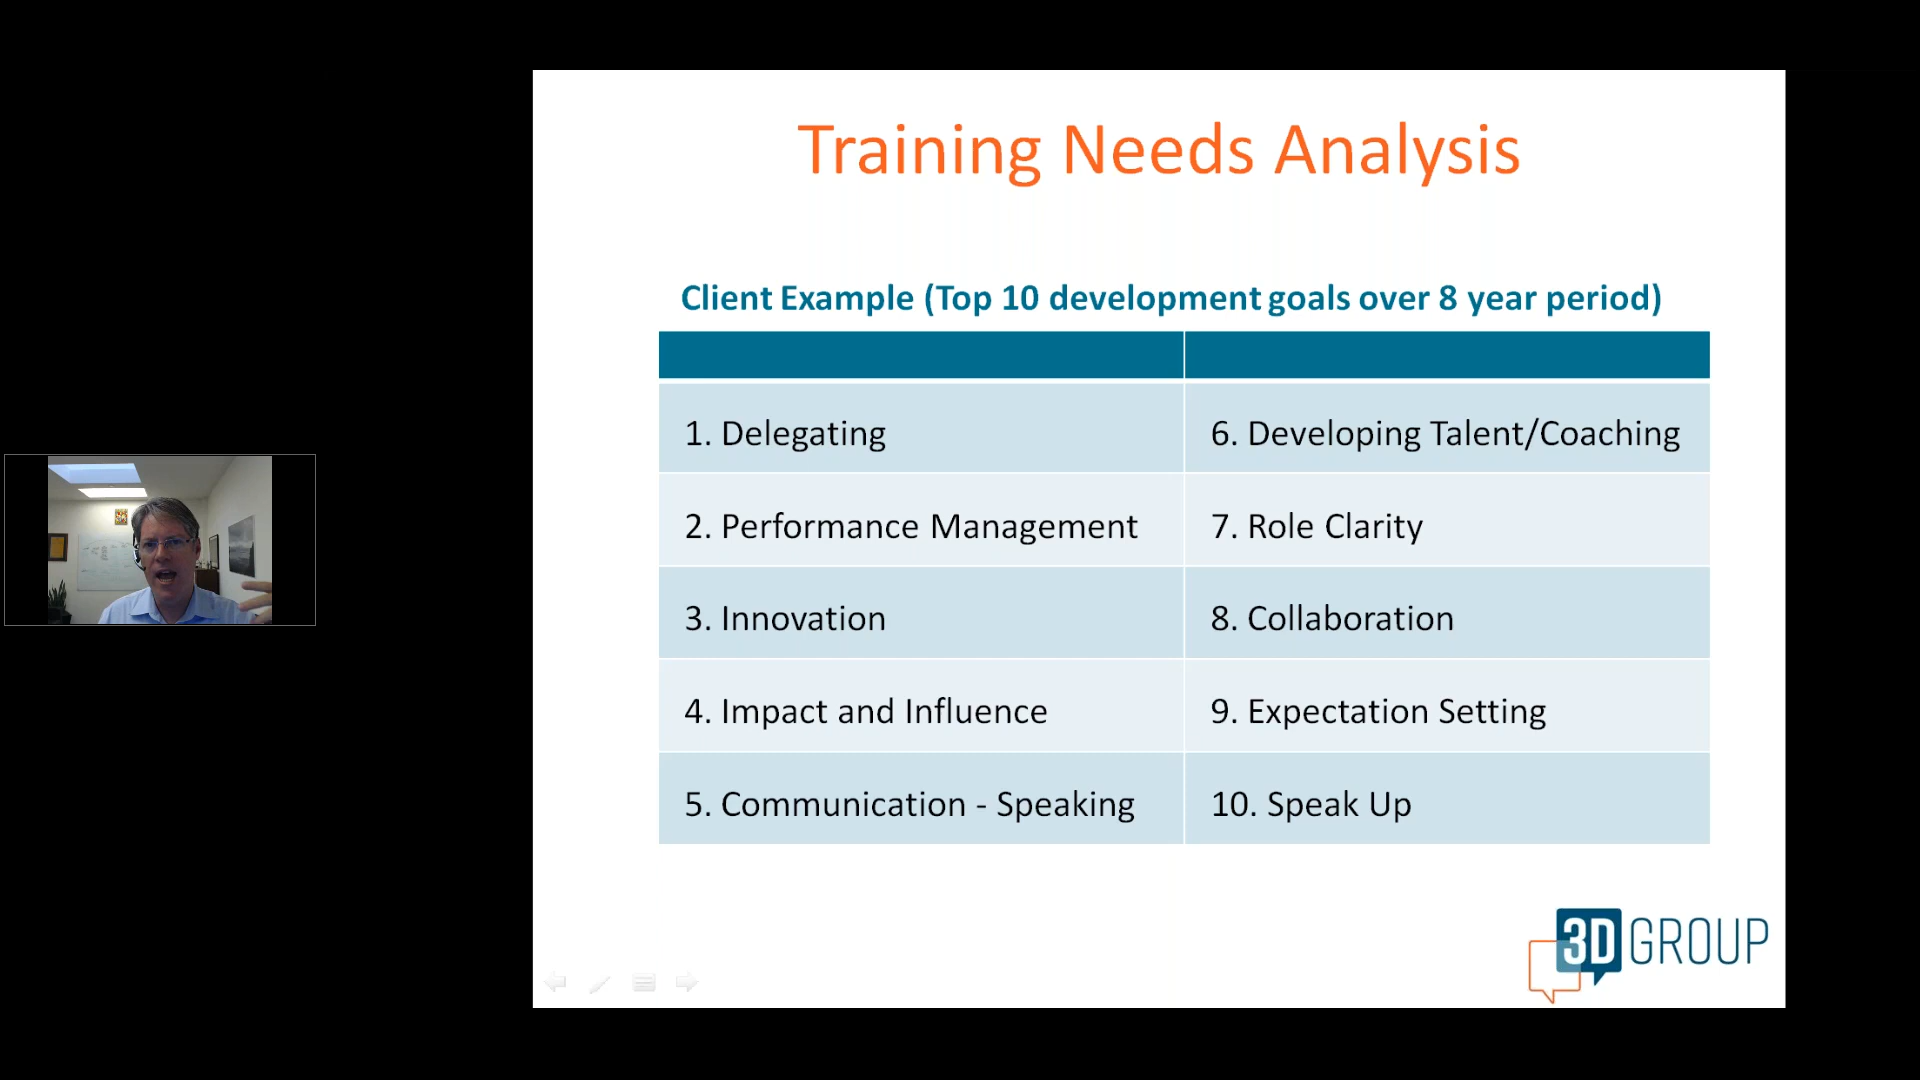 Training Needs Analysis
Client Example (Top 10 development goals over 8 year period)
1. Delegating
6. Developing Talent/Coaching
2. Performance Management
7. Role Clarity
3. Innovation
8. Collaboration
4. Impact and Influence
9. Expectation Setting
5. Communication - Speaking
10. Speak Up
3D GROUP